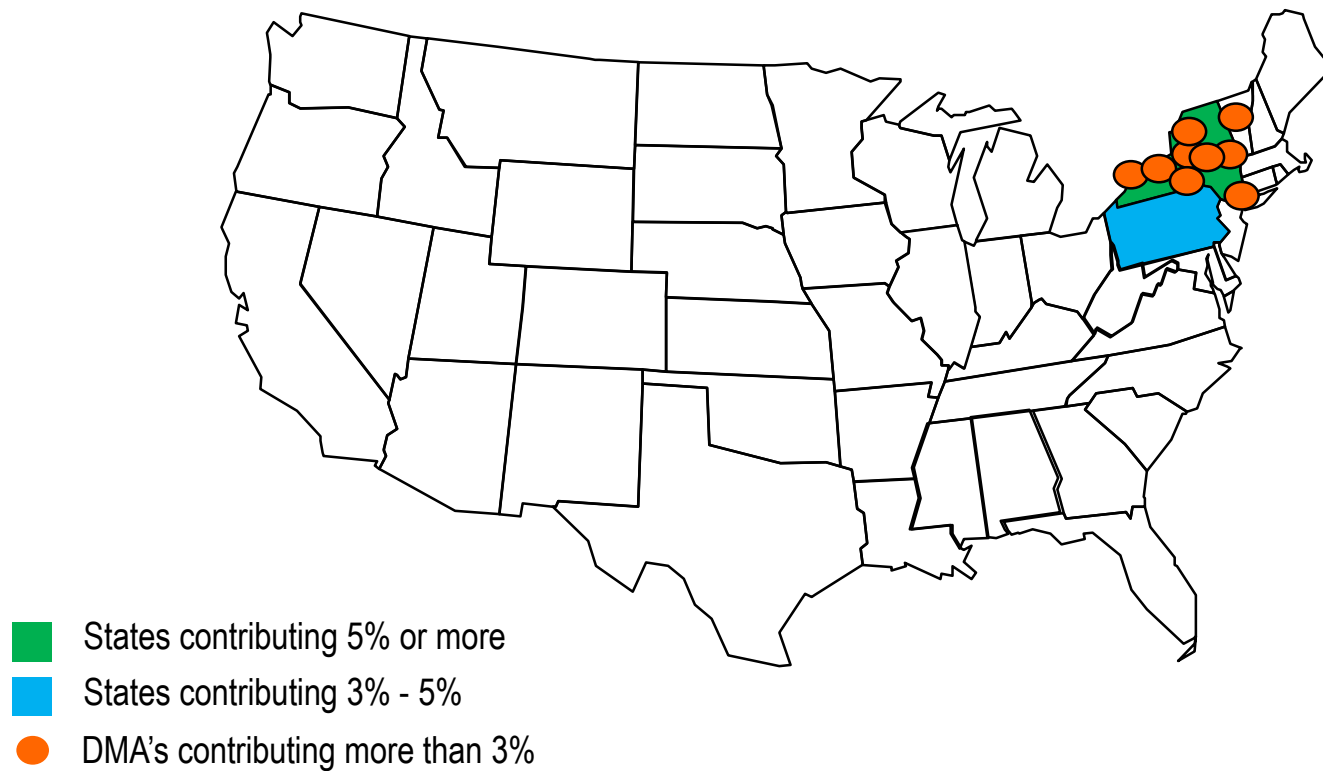 States contributing 5% or more
States contributing 3% - 5%
DMA's contributing more than 3%